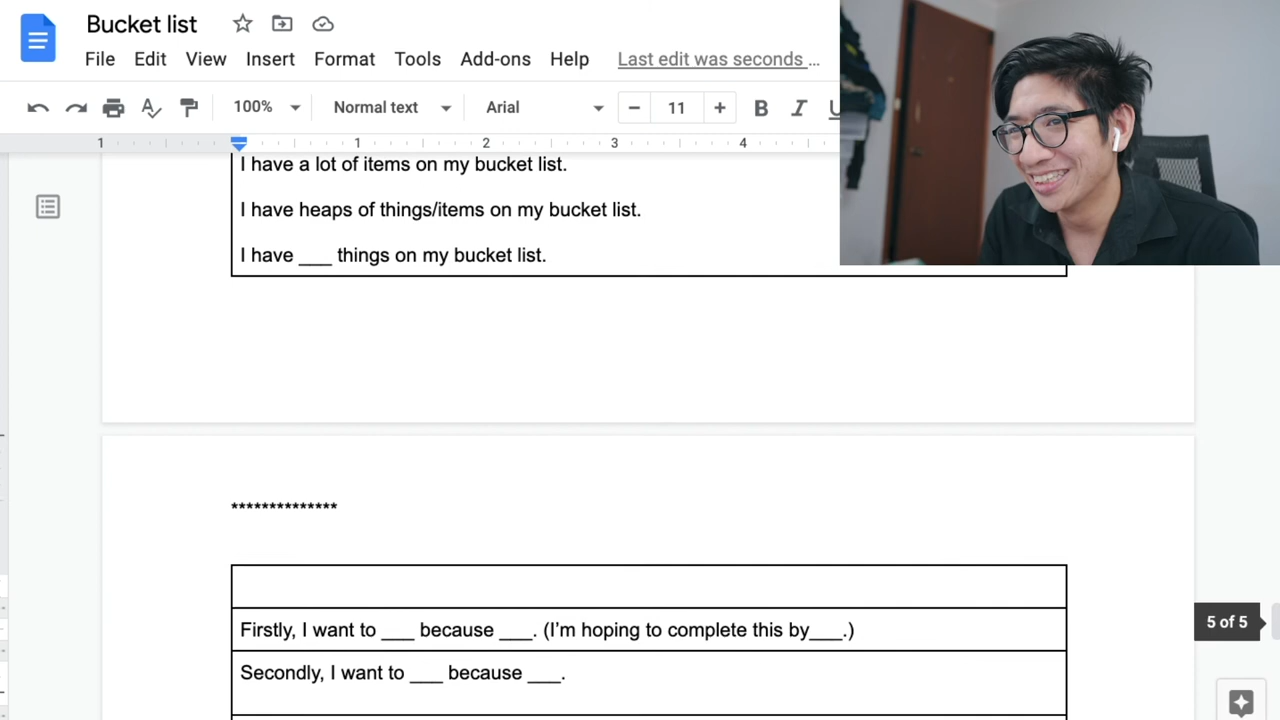 Bucket list
File Edit View Insert Format Tools Add-ons Help Last edit was seconds ...
100% Normal text Arial − 11 + B I U
1 1 2 3 4
I have a lot of items on my bucket list.
I have heaps of things/items on my bucket list.
I have ___ things on my bucket list.
**************
Firstly, I want to ___ because ___. (I'm hoping to complete this by___.)
5 of 5
Secondly, I want to ___ because ___.